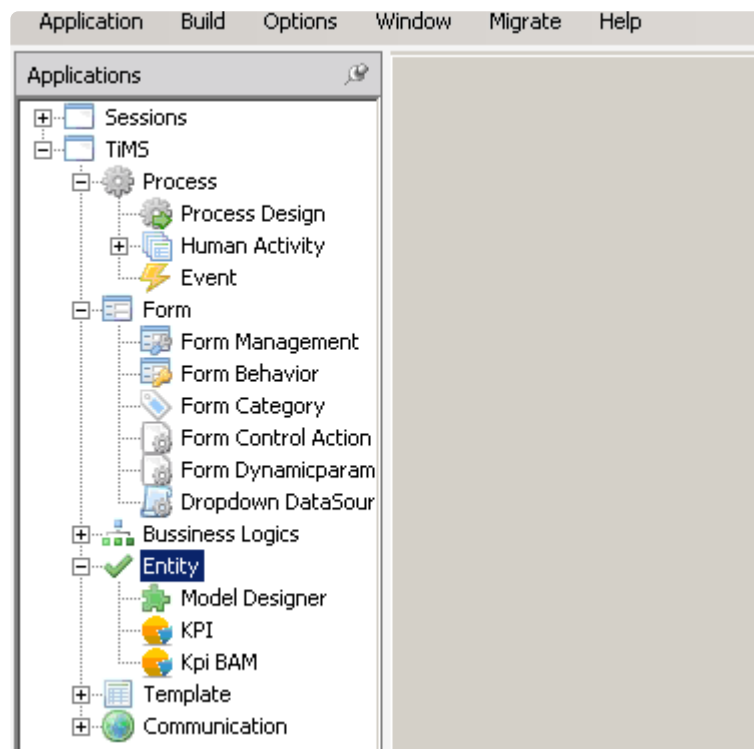 Application Build Options Window Migrate Help
Applications
Sessions
TiMS
Process
Process Design
Human Activity
Event
Form
Form Management
Form Behavior
Form Category
Form Control Action
Form Dynamicparam
Dropdown DataSour
Bussiness Logics
Entity
Model Designer
KPI
Kpi BAM
Template
Communication